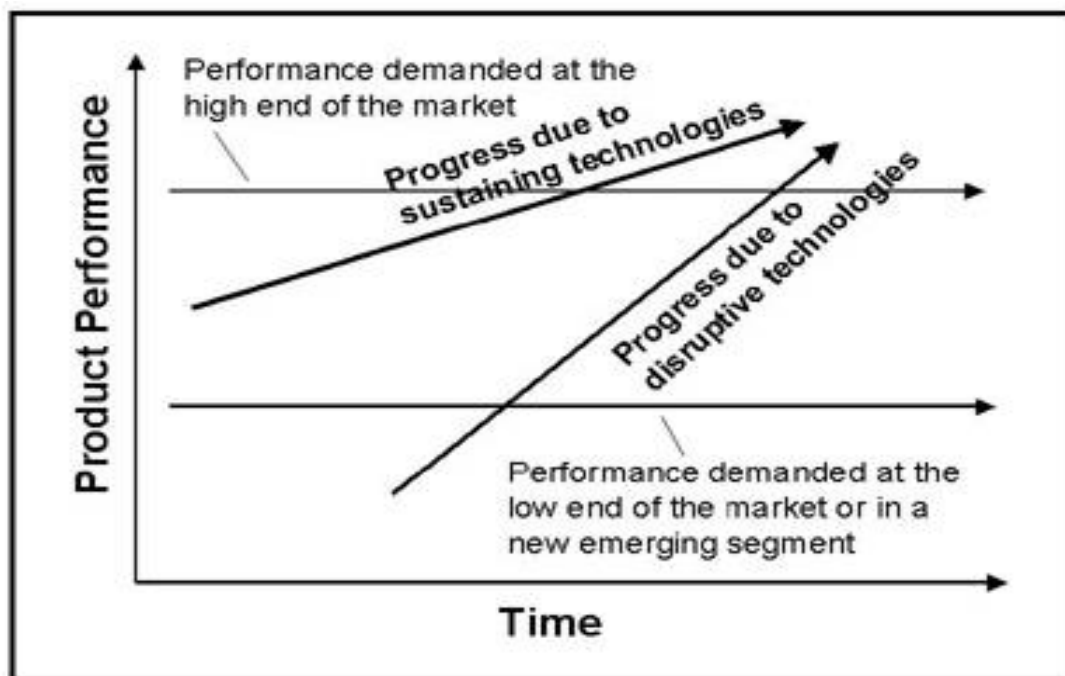 Performance demanded at the
high end of the market
Progress due to
sustaining technologies
Progress due to
disruptive technologies
Product Performance
Performance demanded at the
low end of the market or in a
new emerging segment
Time